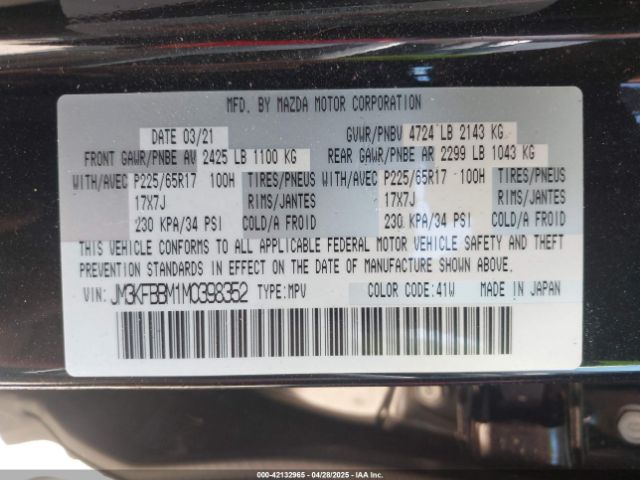 MFD. BY MAZDA MOTOR CORPORATION
DATE 03/21 GVWR/PNBV 4724 LB 2143 KG
FRONT GAWR/PNBE AV 2425 LB 1100 KG REAR GAWR/PNBE AR 2299 LB 1043 KG
WITH/AVEC P225/65R17 100H TIRES/PNEUS WITH/AVEC P225/65R17 100H TIRES/PNEUS
17X7J RIMS/JANTES 17X7J RIMS/JANTES
230 KPA/34 PSI COLD/A FROID 230 KPA/34 PSI COLD/A FROID
THIS VEHICLE CONFORMS TO ALL APPLICABLE FEDERAL MOTOR VEHICLE SAFETY AND THEFT
PREVENTION STANDARDS IN EFFECT ON THE DATE OF MANUFACTURE SHOWN ABOVE.
VIN: JM3KFBBM1M0398352 TYPE:MPV COLOR CODE:41W MADE IN JAPAN
000-42132965 - 04/28/2025 - IAA Inc.